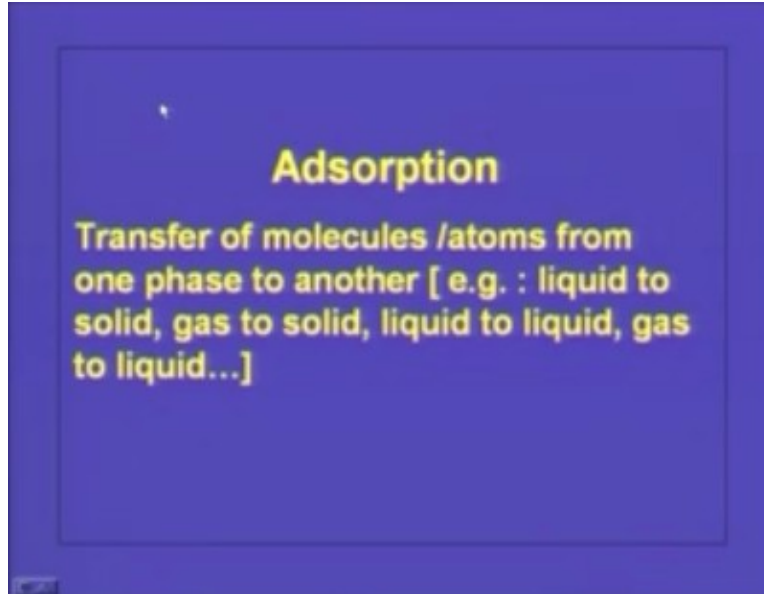 Adsorption
Transfer of molecules /atoms from
one phase to another [ e.g. : liquid to
solid, gas to solid, liquid to liquid, gas
to liquid...]